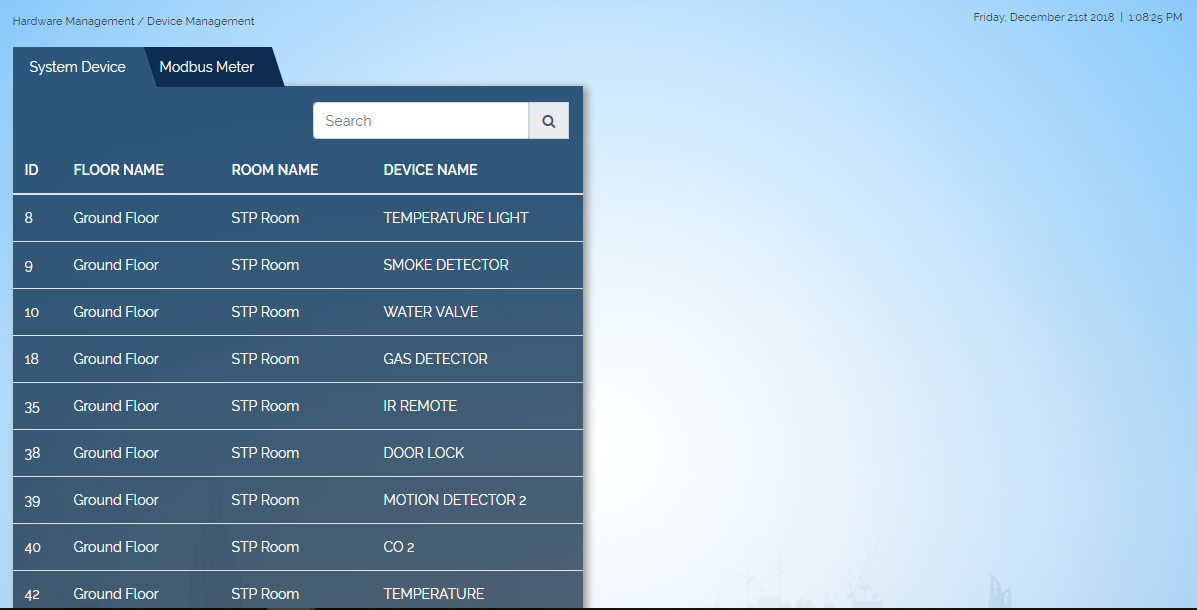 Hardware Management / Device Management
Friday, December 21st 2018 | 1:08:25 PM
System Device
Modbus Meter
Search
ID FLOOR NAME ROOM NAME DEVICE NAME
8 Ground Floor STP Room TEMPERATURE LIGHT
9 Ground Floor STP Room SMOKE DETECTOR
10 Ground Floor STP Room WATER VALVE
18 Ground Floor STP Room GAS DETECTOR
35 Ground Floor STP Room IR REMOTE
38 Ground Floor STP Room DOOR LOCK
39 Ground Floor STP Room MOTION DETECTOR 2
40 Ground Floor STP Room CO 2
42 Ground Floor STP Room TEMPERATURE